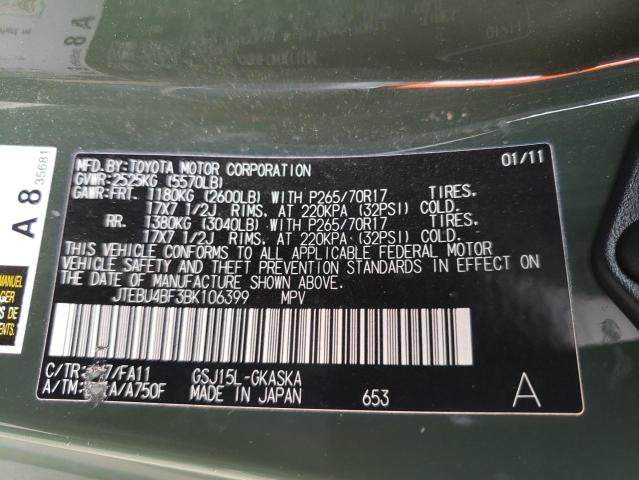 MFD.BY: TOYOTA MOTOR CORPORATION 01/11
GVWR:2525KG (5570LB)
GAWR:FRT. 1180KG (2600LB) WITH P265/70R17 TIRES.
17X7 1/2J RIMS. AT 220KPA (32PSI) COLD.
RR. 1380KG (3040LB) WITH P265/70R17 TIRES.
17X7 1/2J RIMS. AT 220KPA (32PSI) COLD.
THIS VEHICLE CONFORMS TO ALL APPLICABLE FEDERAL MOTOR
VEHICLE SAFETY AND THEFT PREVENTION STANDARDS IN EFFECT ON
THE DATE OF MANUFACTURE SHOWN ABOVE.
JTEBU4BF3BK106399 MPV
C/TR: /FA11 GSJ15L-GKASKA
A/TM: A/A750F MADE IN JAPAN 653 A
A 8 35681
MANUEL